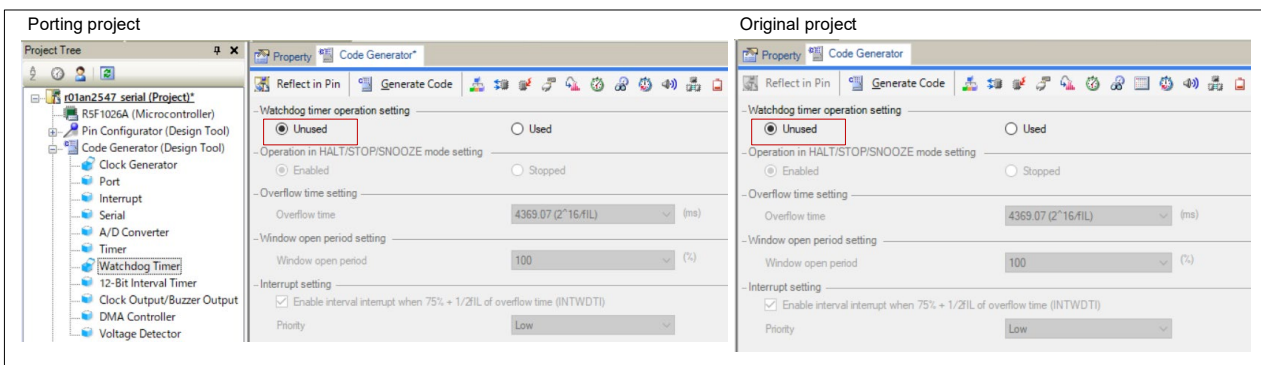 Porting project
Project Tree
Property Code Generator*
Reflect in Pin Generate Code
r01an2547_serial (Project)*
R5F1026A (Microcontroller)
Pin Configurator (Design Tool)
Code Generator (Design Tool)
Clock Generator
Port
Interrupt
Serial
A/D Converter
Timer
Watchdog Timer
12-Bit Interval Timer
Clock Output/Buzzer Output
DMA Controller
Voltage Detector
Watchdog timer operation setting
Unused Used
Operation in HALT/STOP/SNOOZE mode setting
Enabled Stopped
Overflow time setting
Overflow time 4369.07 (2^16/fIL) (ms)
Window open period setting
Window open period 100 (%)
Interrupt setting
Enable interval interrupt when 75% + 1/2fIL of overflow time (INTWDTI)
Priority Low
Original project
Property Code Generator
Reflect in Pin Generate Code
Watchdog timer operation setting
Unused Used
Operation in HALT/STOP/SNOOZE mode setting
Enabled Stopped
Overflow time setting
Overflow time 4369.07 (2^16/fIL) (ms)
Window open period setting
Window open period 100 (%)
Interrupt setting
Enable interval interrupt when 75% + 1/2fIL of overflow time (INTWDTI)
Priority Low